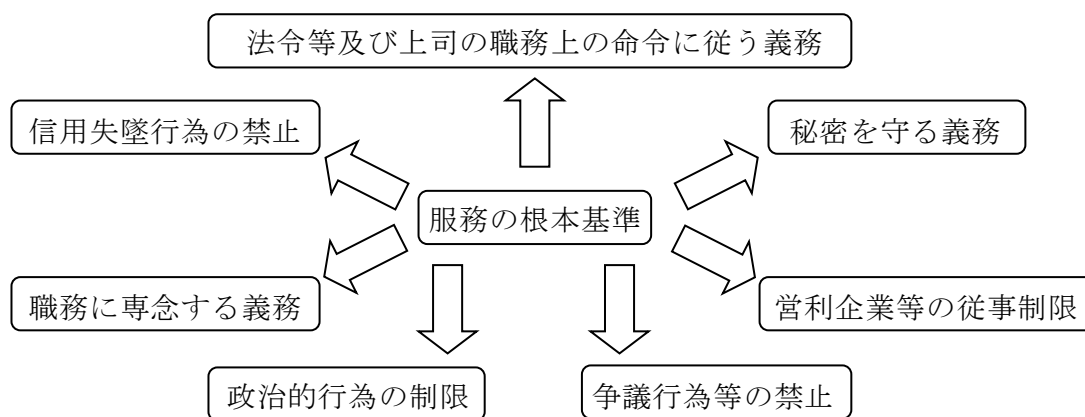 法令等及び上司の職務上の命令に従う義務
信用失墜行為の禁止
秘密を守る義務
服務の根本基準
職務に専念する義務
営利企業等の従事制限
政治的行為の制限
争議行為等の禁止